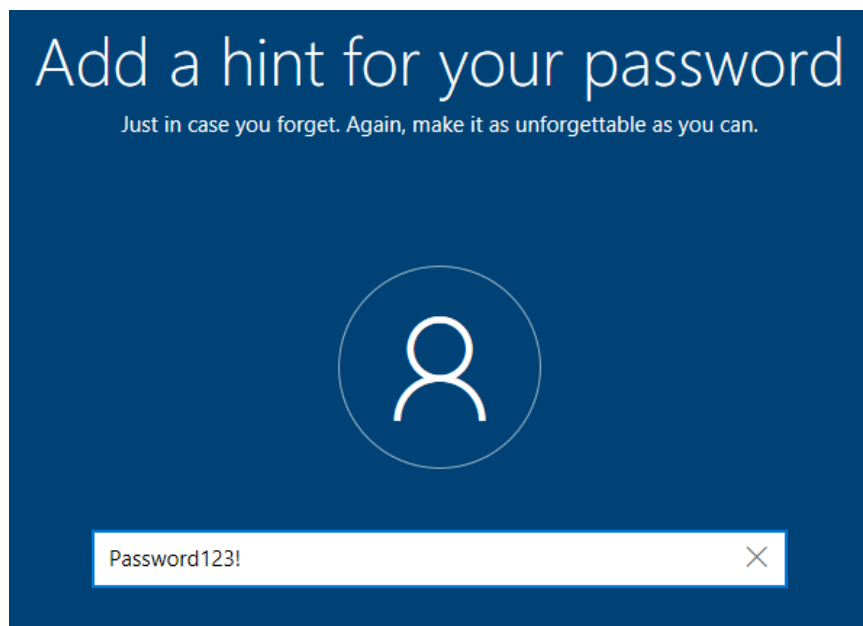 Add a hint for your password
Just in case you forget. Again, make it as unforgettable as you can.
Password123!